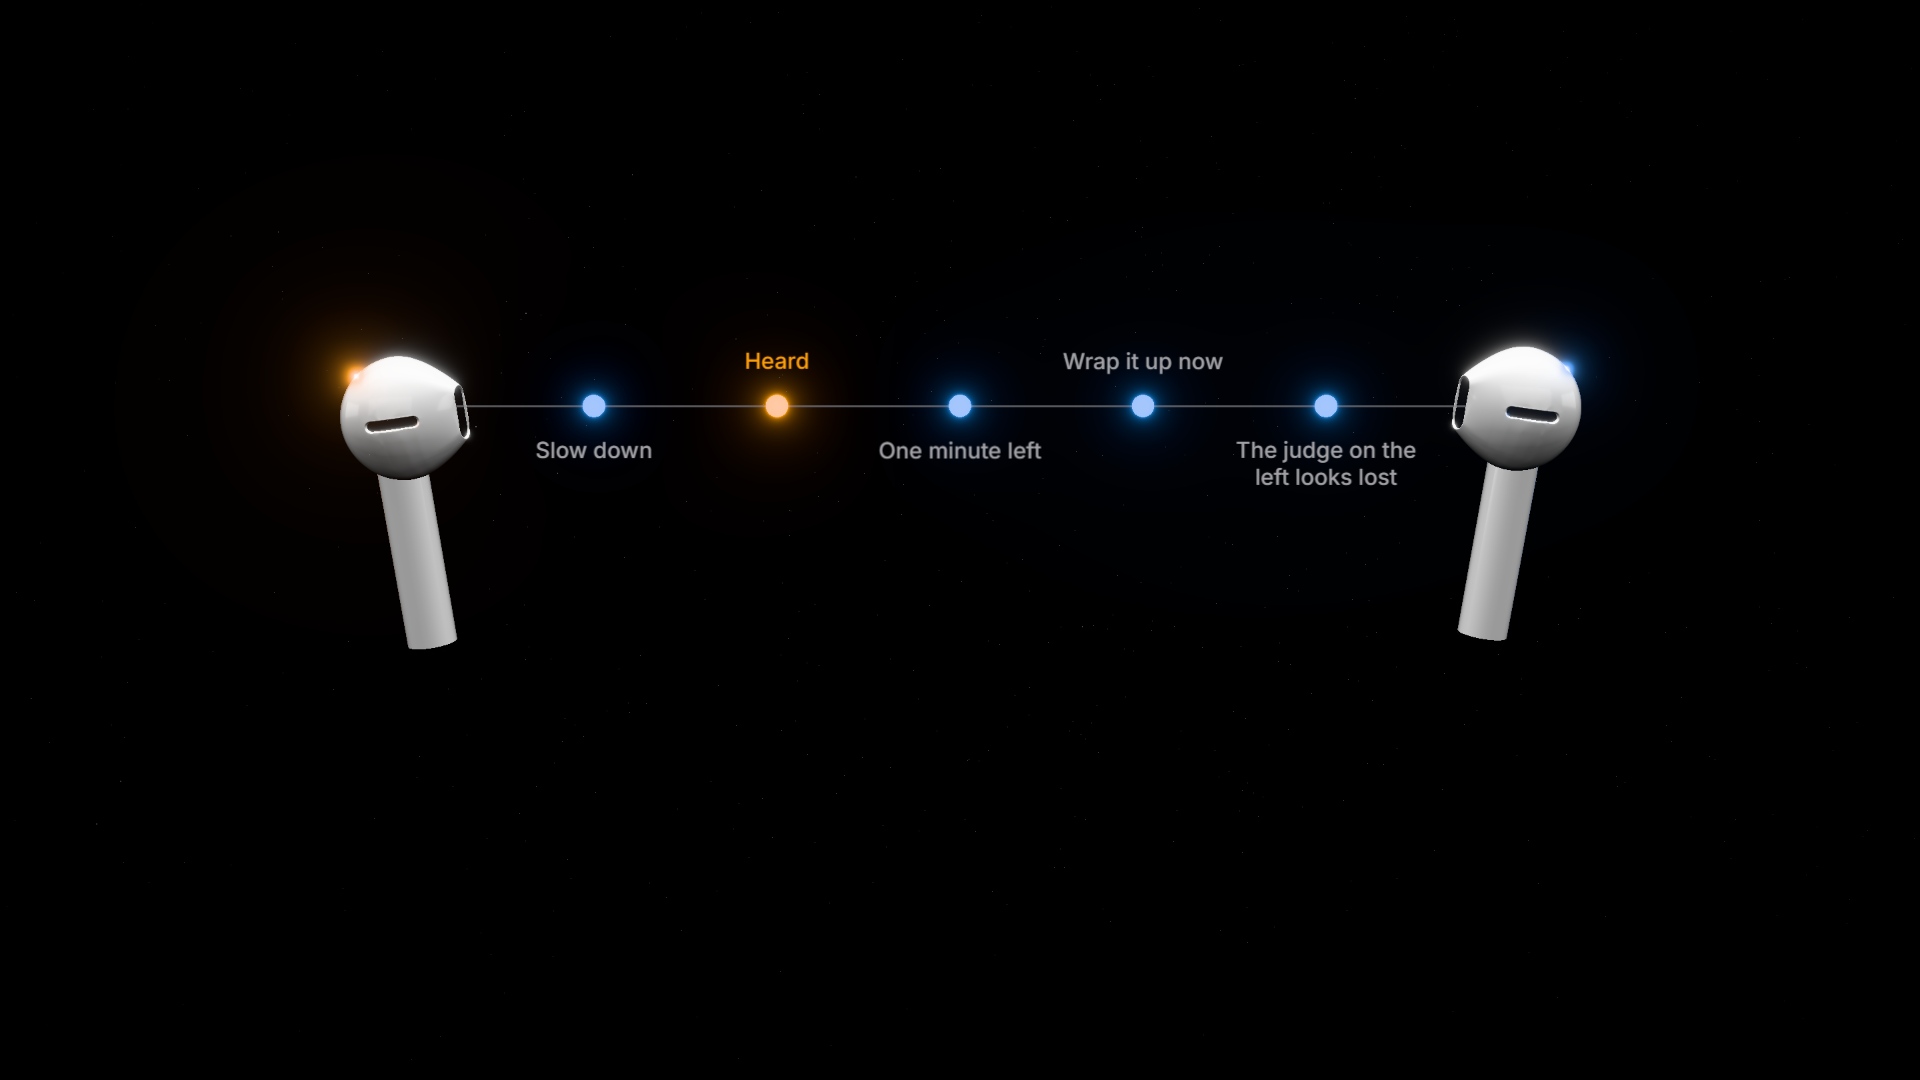 Heard
Wrap it up now
Slow down
One minute left
The judge on the
left looks lost